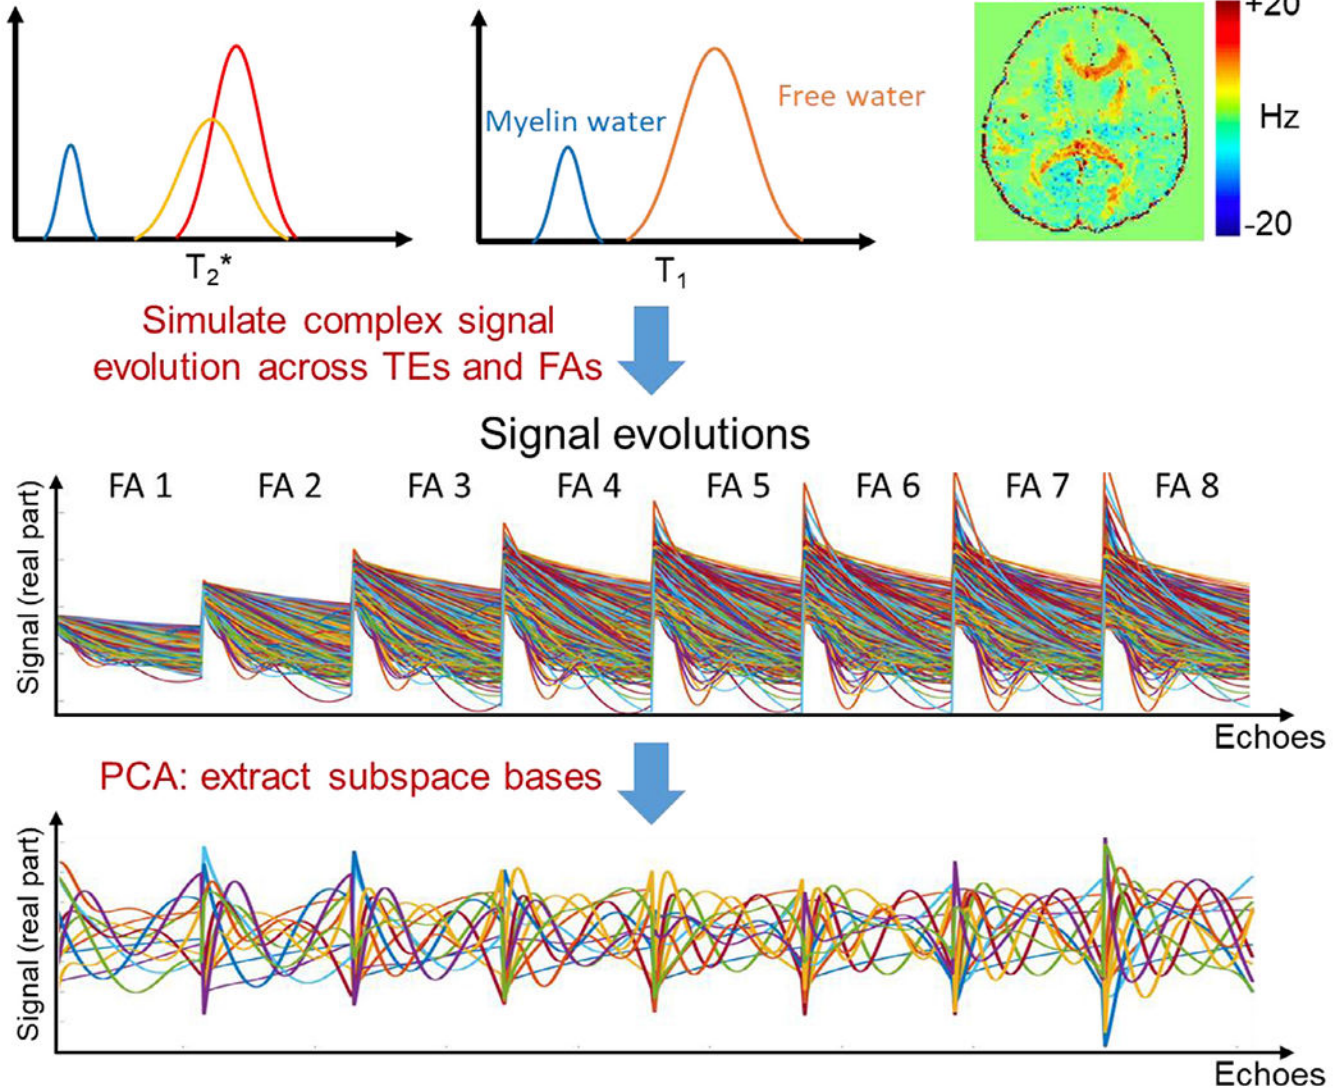 +20
Myelin water
Free water
Hz
-20
T2*
T1
Simulate complex signal
evolution across TEs and FAs
Signal evolutions
FA 1 FA 2 FA 3 FA 4 FA 5 FA 6 FA 7 FA 8
Signal (real part)
Echoes
PCA: extract subspace bases
Signal (real part)
Echoes